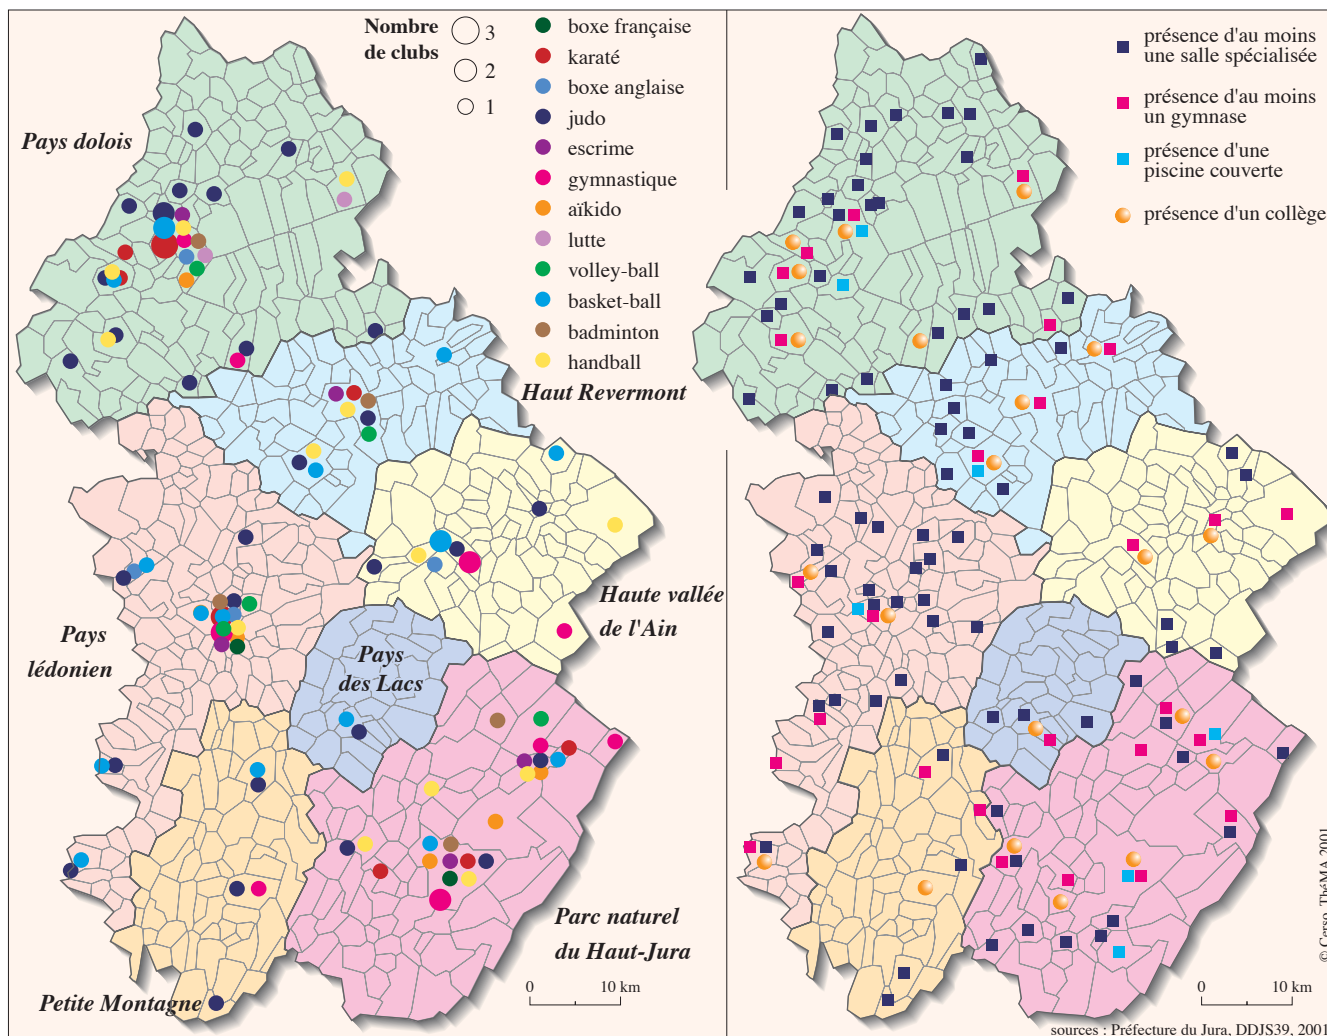 Nombre
de clubs
3
2
1
boxe française
karaté
boxe anglaise
judo
escrime
gymnastique
aïkido
lutte
volley-ball
basket-ball
badminton
handball
Pays dolois
Haut Revermont
Haute vallée
de l'Ain
Pays
lédonien
Pays
des Lacs
Parc naturel
du Haut-Jura
Petite Montagne
0 10 km
présence d'au moins
une salle spécialisée
présence d'au moins
un gymnase
présence d'une
piscine couverte
présence d'un collège
0 10 km
© Cerso, ThéMA 2001
sources : Préfecture du Jura, DDJS39, 2001